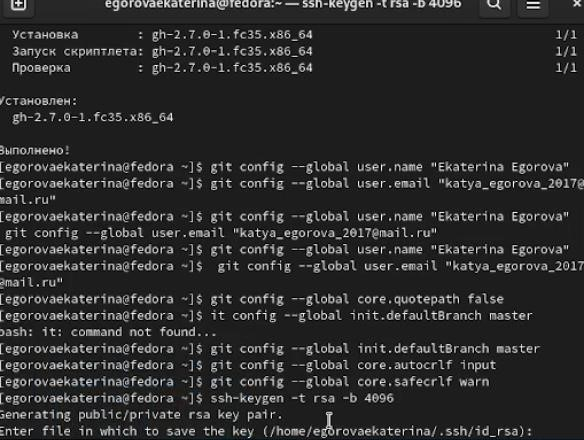 egorovaekaterina@fedora:~ — ssh-keygen -t rsa -b 4096
Установка        : gh-2.7.0-1.fc35.x86_64        1/1
Запуск скриптлета: gh-2.7.0-1.fc35.x86_64        1/1
Проверка         : gh-2.7.0-1.fc35.x86_64        1/1
Установлен:
gh-2.7.0-1.fc35.x86_64
Выполнено!
[egorovaekaterina@fedora ~]$ git config --global user.name "Ekaterina Egorova"
[egorovaekaterina@fedora ~]$ git config --global user.email "katya_egorova_2017@
mail.ru"
[egorovaekaterina@fedora ~]$ git config --global user.name "Ekaterina Egorova"
git config --global user.email "katya_egorova_2017@mail.ru"
[egorovaekaterina@fedora ~]$ git config --global user.name "Ekaterina Egorova"
[egorovaekaterina@fedora ~]$  git config --global user.email "katya_egorova_2017
@mail.ru"
[egorovaekaterina@fedora ~]$ git config --global core.quotepath false
[egorovaekaterina@fedora ~]$ it config --global init.defaultBranch master
bash: it: command not found...
[egorovaekaterina@fedora ~]$ git config --global init.defaultBranch master
[egorovaekaterina@fedora ~]$ git config --global core.autocrlf input
[egorovaekaterina@fedora ~]$ git config --global core.safecrlf warn
[egorovaekaterina@fedora ~]$ ssh-keygen -t rsa -b 4096
Generating public/private rsa key pair.
Enter file in which to save the key (/home/egorovaekaterina/.ssh/id_rsa):